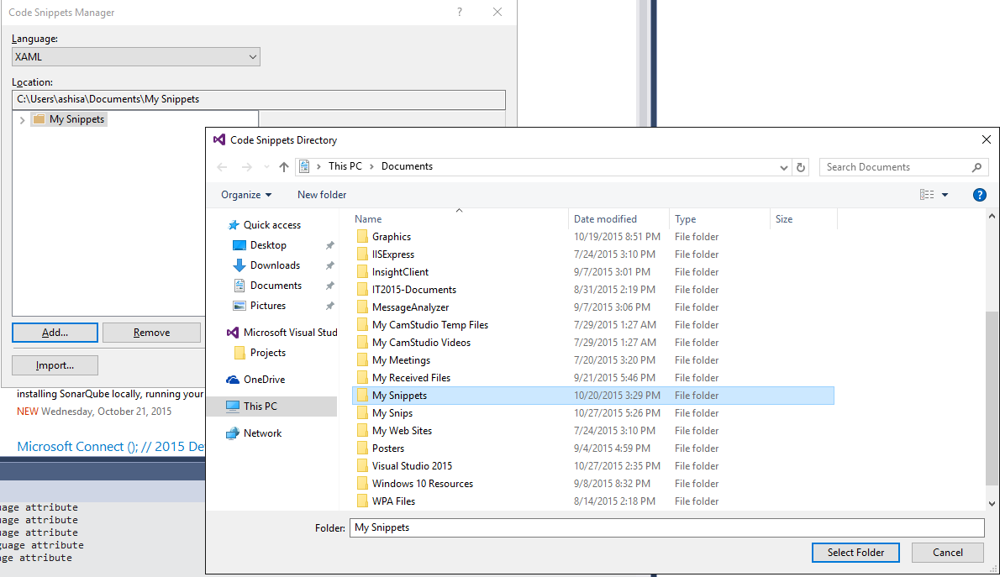 Code Snippets Manager
?
Language:
XAML
Location:
C:\Users\ashisa\Documents\My Snippets
My Snippets
Add...
Remove
Import...
installing SonarQube locally, running your
NEW Wednesday, October 21, 2015
Microsoft Connect (); // 2015 De
age attribute
age attribute
age attribute
guage attribute
ge attribute
Code Snippets Directory
This PC > Documents
Search Documents
Organize
New folder
?
Quick access
Desktop
Downloads
Documents
Pictures
Microsoft Visual Stud
Projects
OneDrive
This PC
Network
Name Date modified Type Size
Graphics 10/19/2015 8:51 PM File folder
IISExpress 7/24/2015 3:10 PM File folder
InsightClient 9/7/2015 3:01 PM File folder
IT2015-Documents 8/31/2015 2:19 PM File folder
MessageAnalyzer 9/7/2015 3:06 PM File folder
My CamStudio Temp Files 7/29/2015 1:27 AM File folder
My CamStudio Videos 7/29/2015 1:27 AM File folder
My Meetings 7/20/2015 3:20 PM File folder
My Received Files 9/21/2015 5:46 PM File folder
My Snippets 10/20/2015 3:29 PM File folder
My Snips 10/27/2015 5:26 PM File folder
My Web Sites 7/24/2015 3:10 PM File folder
Posters 9/4/2015 4:59 PM File folder
Visual Studio 2015 10/27/2015 2:35 PM File folder
Windows 10 Resources 9/8/2015 8:32 PM File folder
WPA Files 8/14/2015 2:18 PM File folder
Folder: My Snippets
Select Folder
Cancel